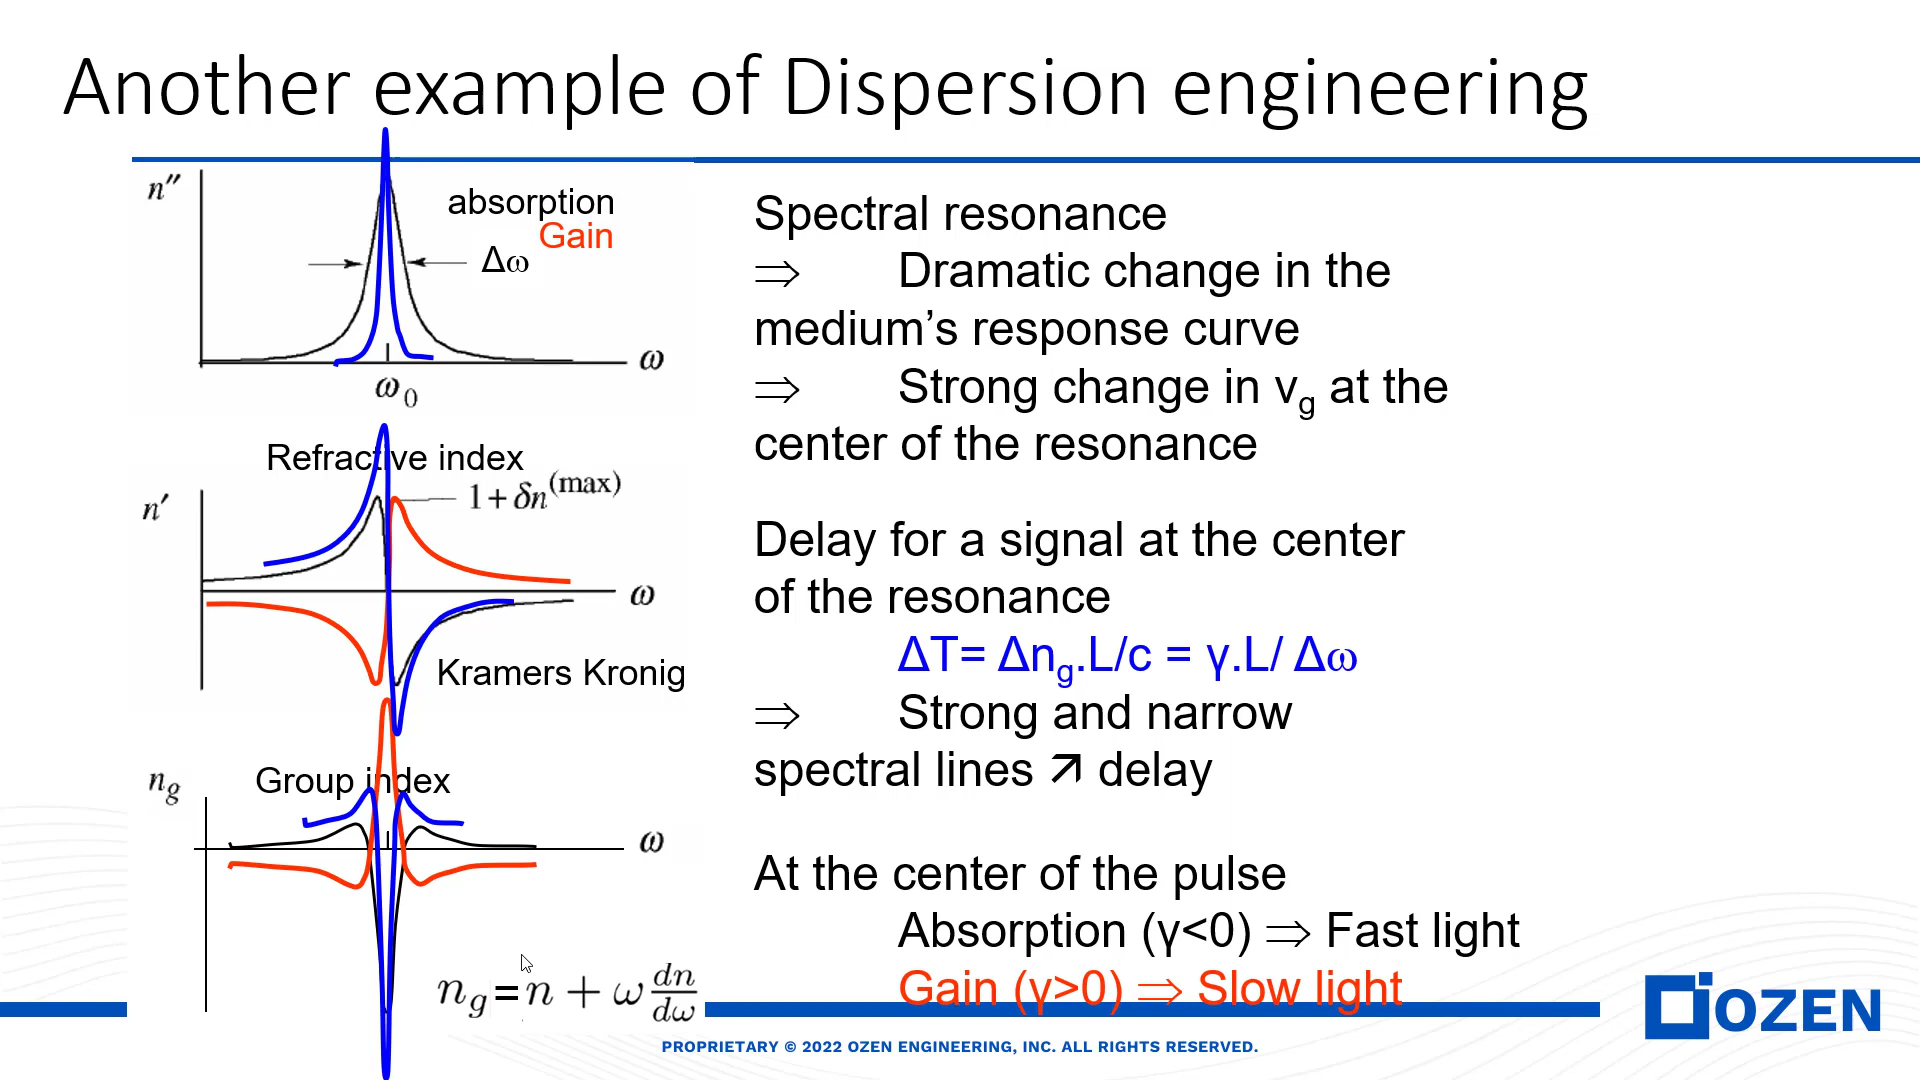 Another example of Dispersion engineering
n″
absorption
Gain
Δω
ω
ω0
Refractive index
1 + δn(max)
n′
ω
Kramers Kronig
ng
Group index
ω
ng=n + ω dn/dω
Spectral resonance
⇒ Dramatic change in the
medium’s response curve
⇒ Strong change in vg at the
center of the resonance
Delay for a signal at the center
of the resonance
ΔT= Δng.L/c = γ.L/ Δω
⇒ Strong and narrow
spectral lines ↗ delay
At the center of the pulse
Absorption (γ<0) ⇒ Fast light
Gain (γ>0) ⇒ Slow light
OZEN
PROPRIETARY © 2022 OZEN ENGINEERING, INC. ALL RIGHTS RESERVED.